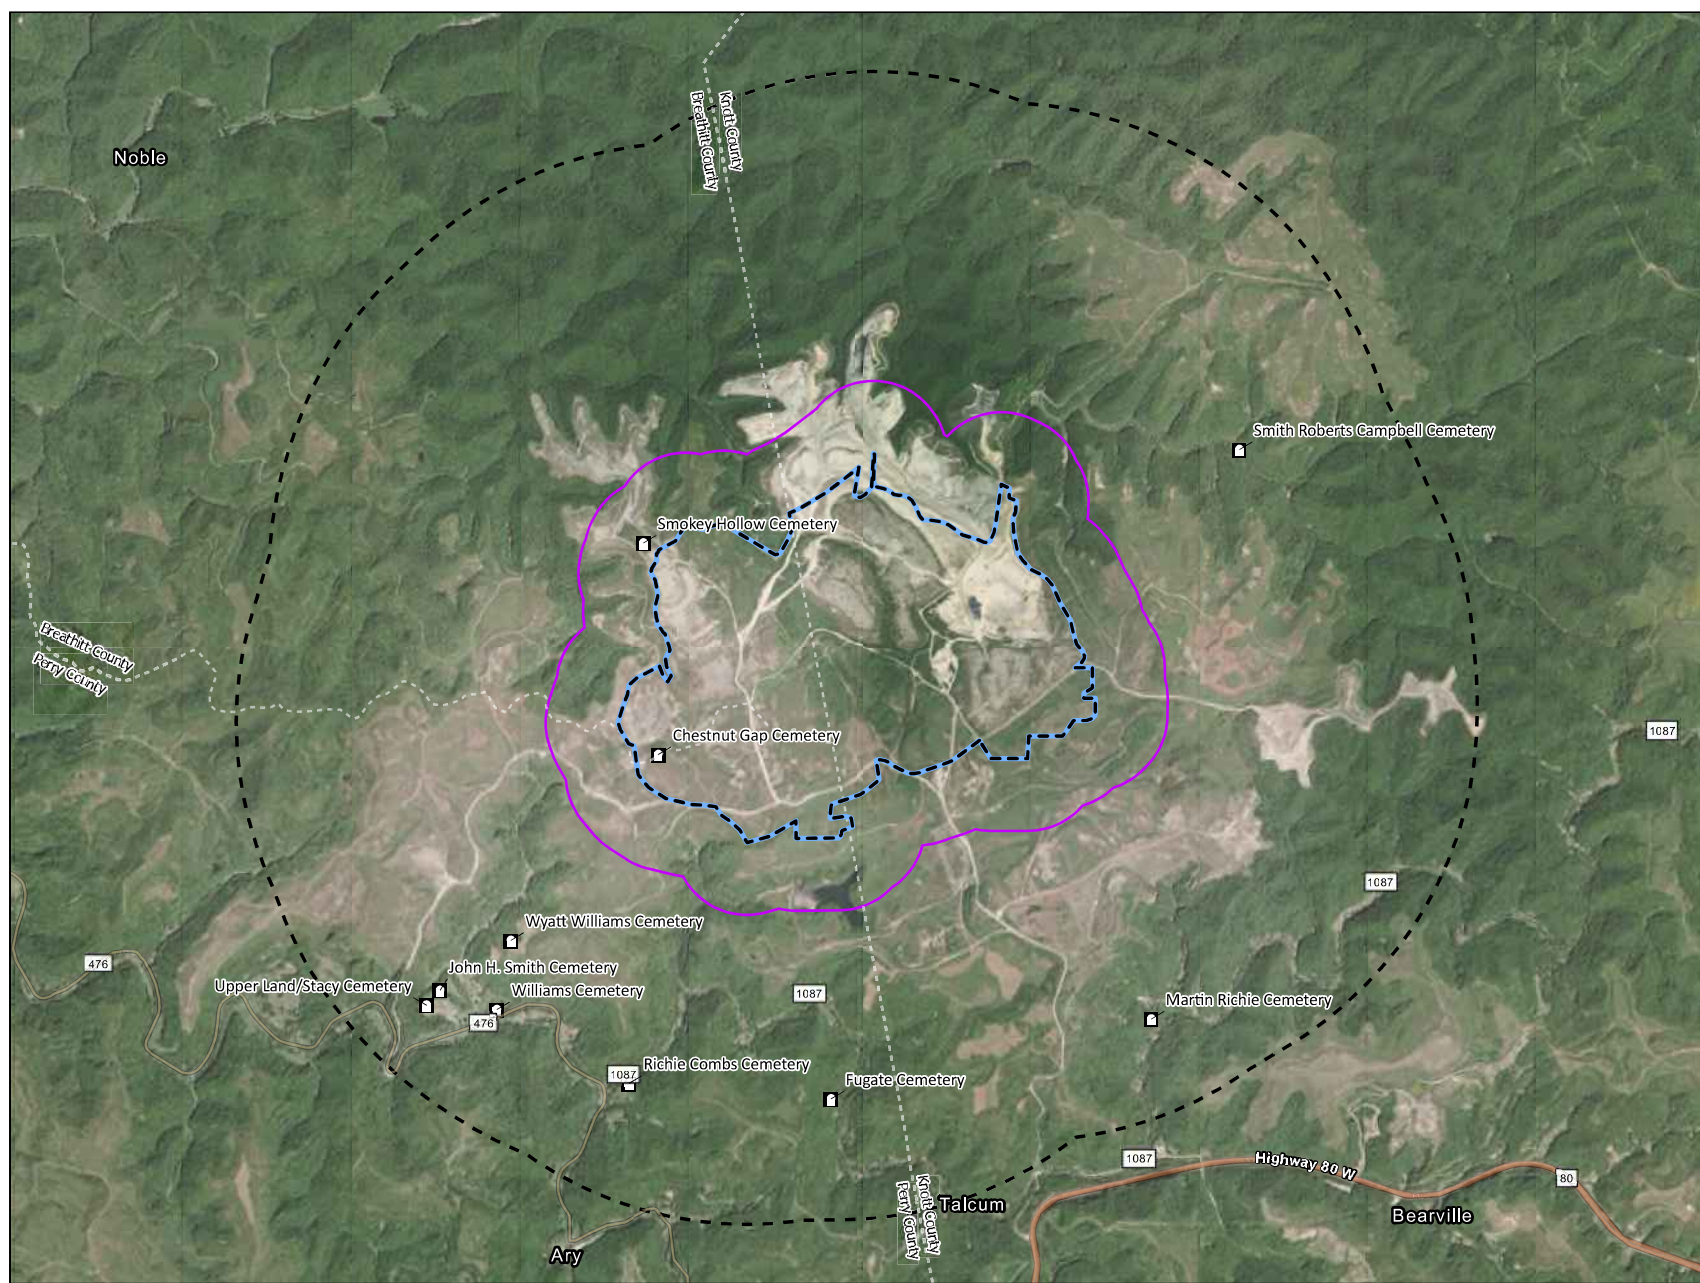 Knott County
Breathitt County
Noble
Smith Roberts Campbell Cemetery
Smokey Hollow Cemetery
Breathitt County
Perry County
Chestnut Gap Cemetery
1087
1087
Wyatt Williams Cemetery
476
John H. Smith Cemetery
Upper Land/Stacy Cemetery
Williams Cemetery
1087
476
Martin Richie Cemetery
Richie Combs Cemetery
1087
Fugate Cemetery
1087
Highway 80 W
80
Knott County
Perry County
Talcum
Bearville
Ary